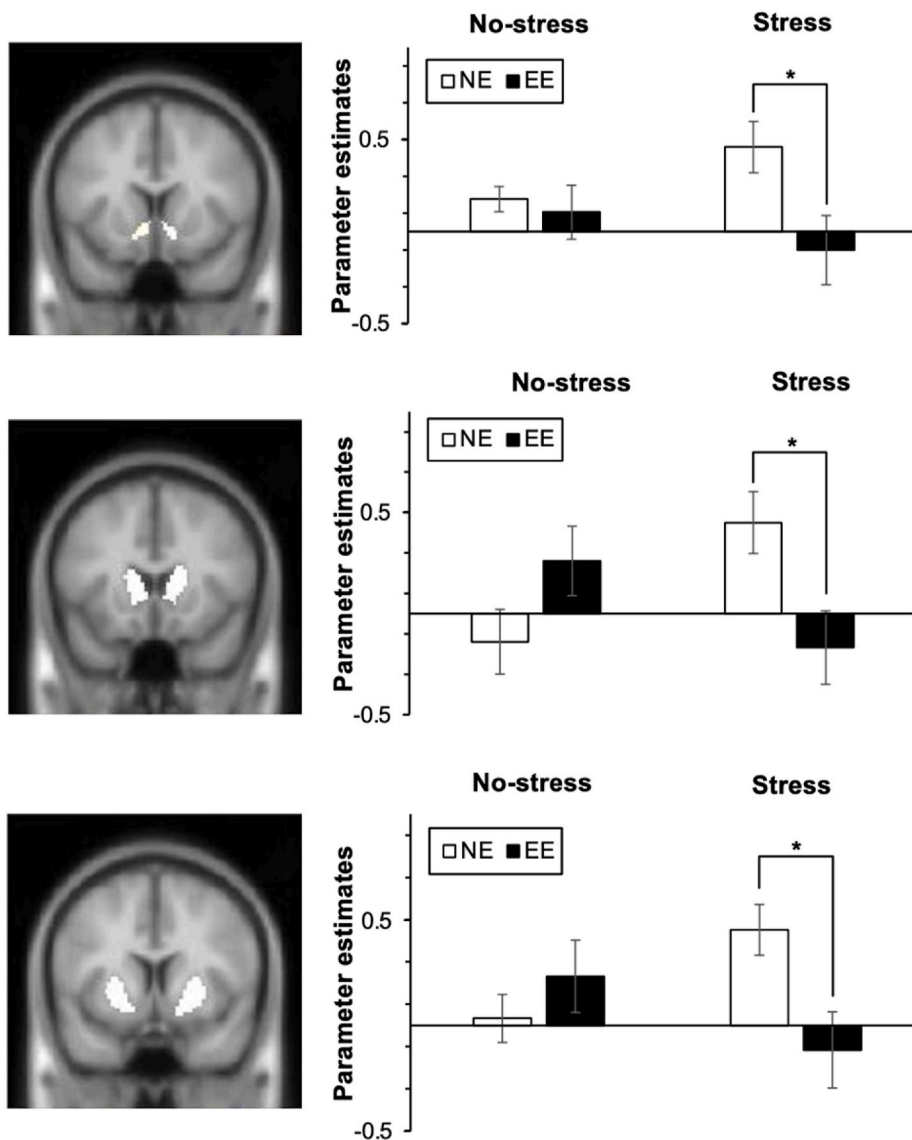 No-stress Stress
NE EE
*
Parameter estimates
0.5
-0.5
No-stress Stress
NE EE
*
Parameter estimates
0.5
-0.5
No-stress Stress
NE EE
*
Parameter estimates
0.5
-0.5